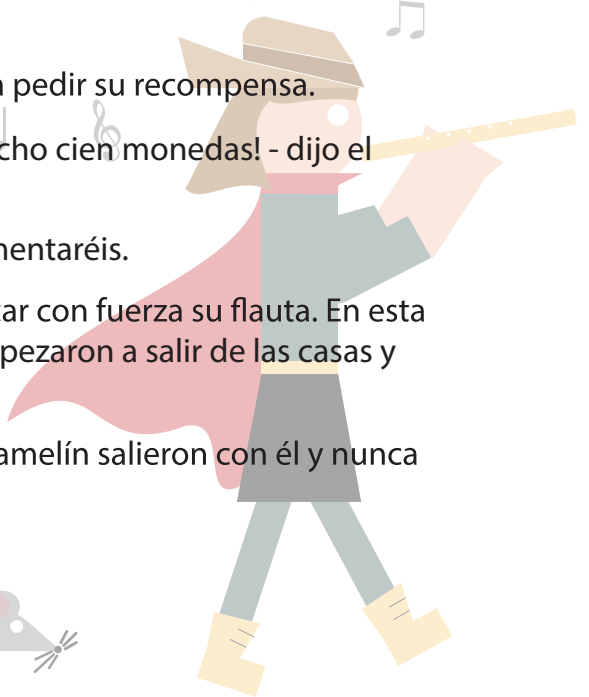 a pedir su recompensa.
cho cien monedas! - dijo el
mentaréis.
ar con fuerza su flauta. En esta
pezaron a salir de las casas y
amelín salieron con él y nunca